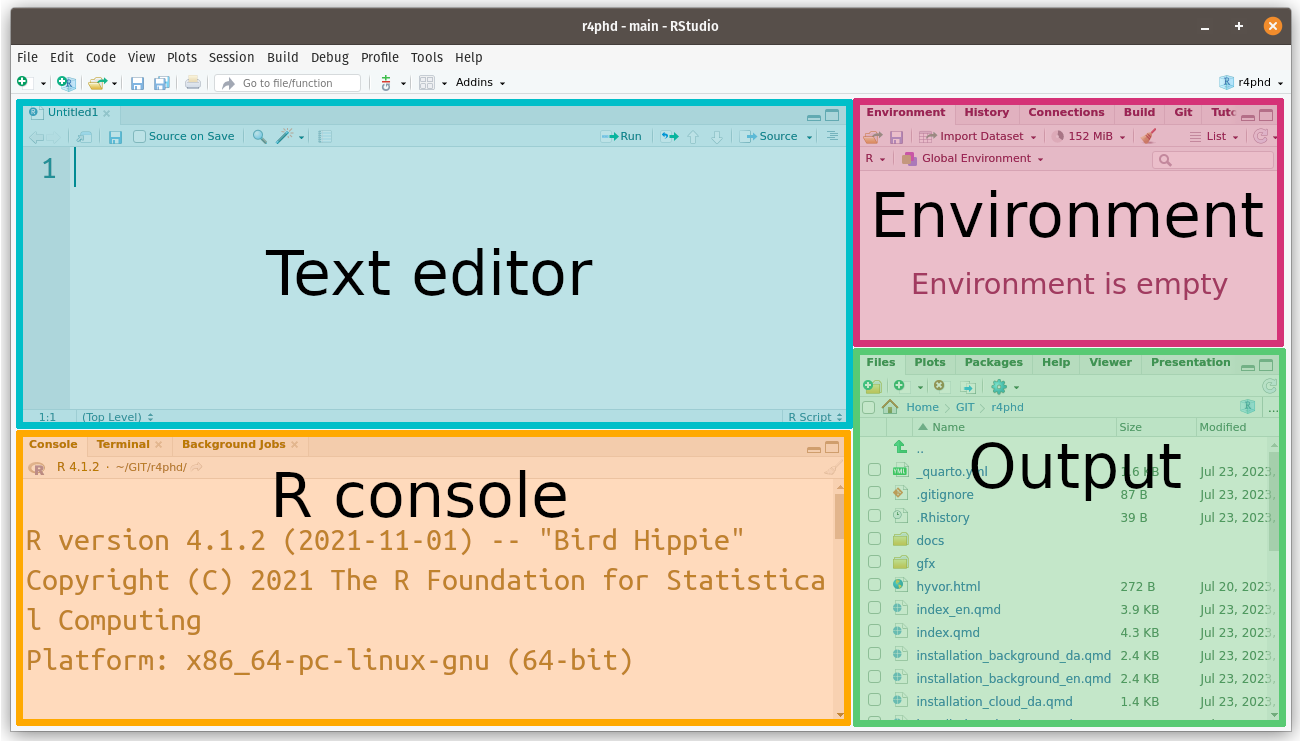 r4phd - main - RStudio
File Edit Code View Plots Session Build Debug Profile Tools Help
Go to file/function Addins r4phd
Untitled1
Source on Save Run Source
1
Text editor
1:1 (Top Level) R Script
Console Terminal Background Jobs
R 4.1.2 · ~/GIT/r4phd/
R console
R version 4.1.2 (2021-11-01) -- "Bird Hippie"
Copyright (C) 2021 The R Foundation for Statistica
l Computing
Platform: x86_64-pc-linux-gnu (64-bit)
Environment History Connections Build Git
Import Dataset 152 MiB List
R Global Environment
Environment
Environment is empty
Files Plots Packages Help Viewer Presentation
Home GIT r4phd ...
Name Size Modified
..
Output
_quarto.yml 1.6 KB Jul 23, 2023,
.gitignore 87 B Jul 23, 2023,
.Rhistory 39 B Jul 23, 2023,
docs
gfx
hyvor.html 272 B Jul 20, 2023,
index_en.qmd 3.9 KB Jul 23, 2023,
index.qmd 4.3 KB Jul 23, 2023,
installation_background_da.qmd 2.4 KB Jul 23, 2023,
installation_background_en.qmd 2.4 KB Jul 23, 2023,
installation_cloud_da.qmd 1.4 KB Jul 23, 2023,